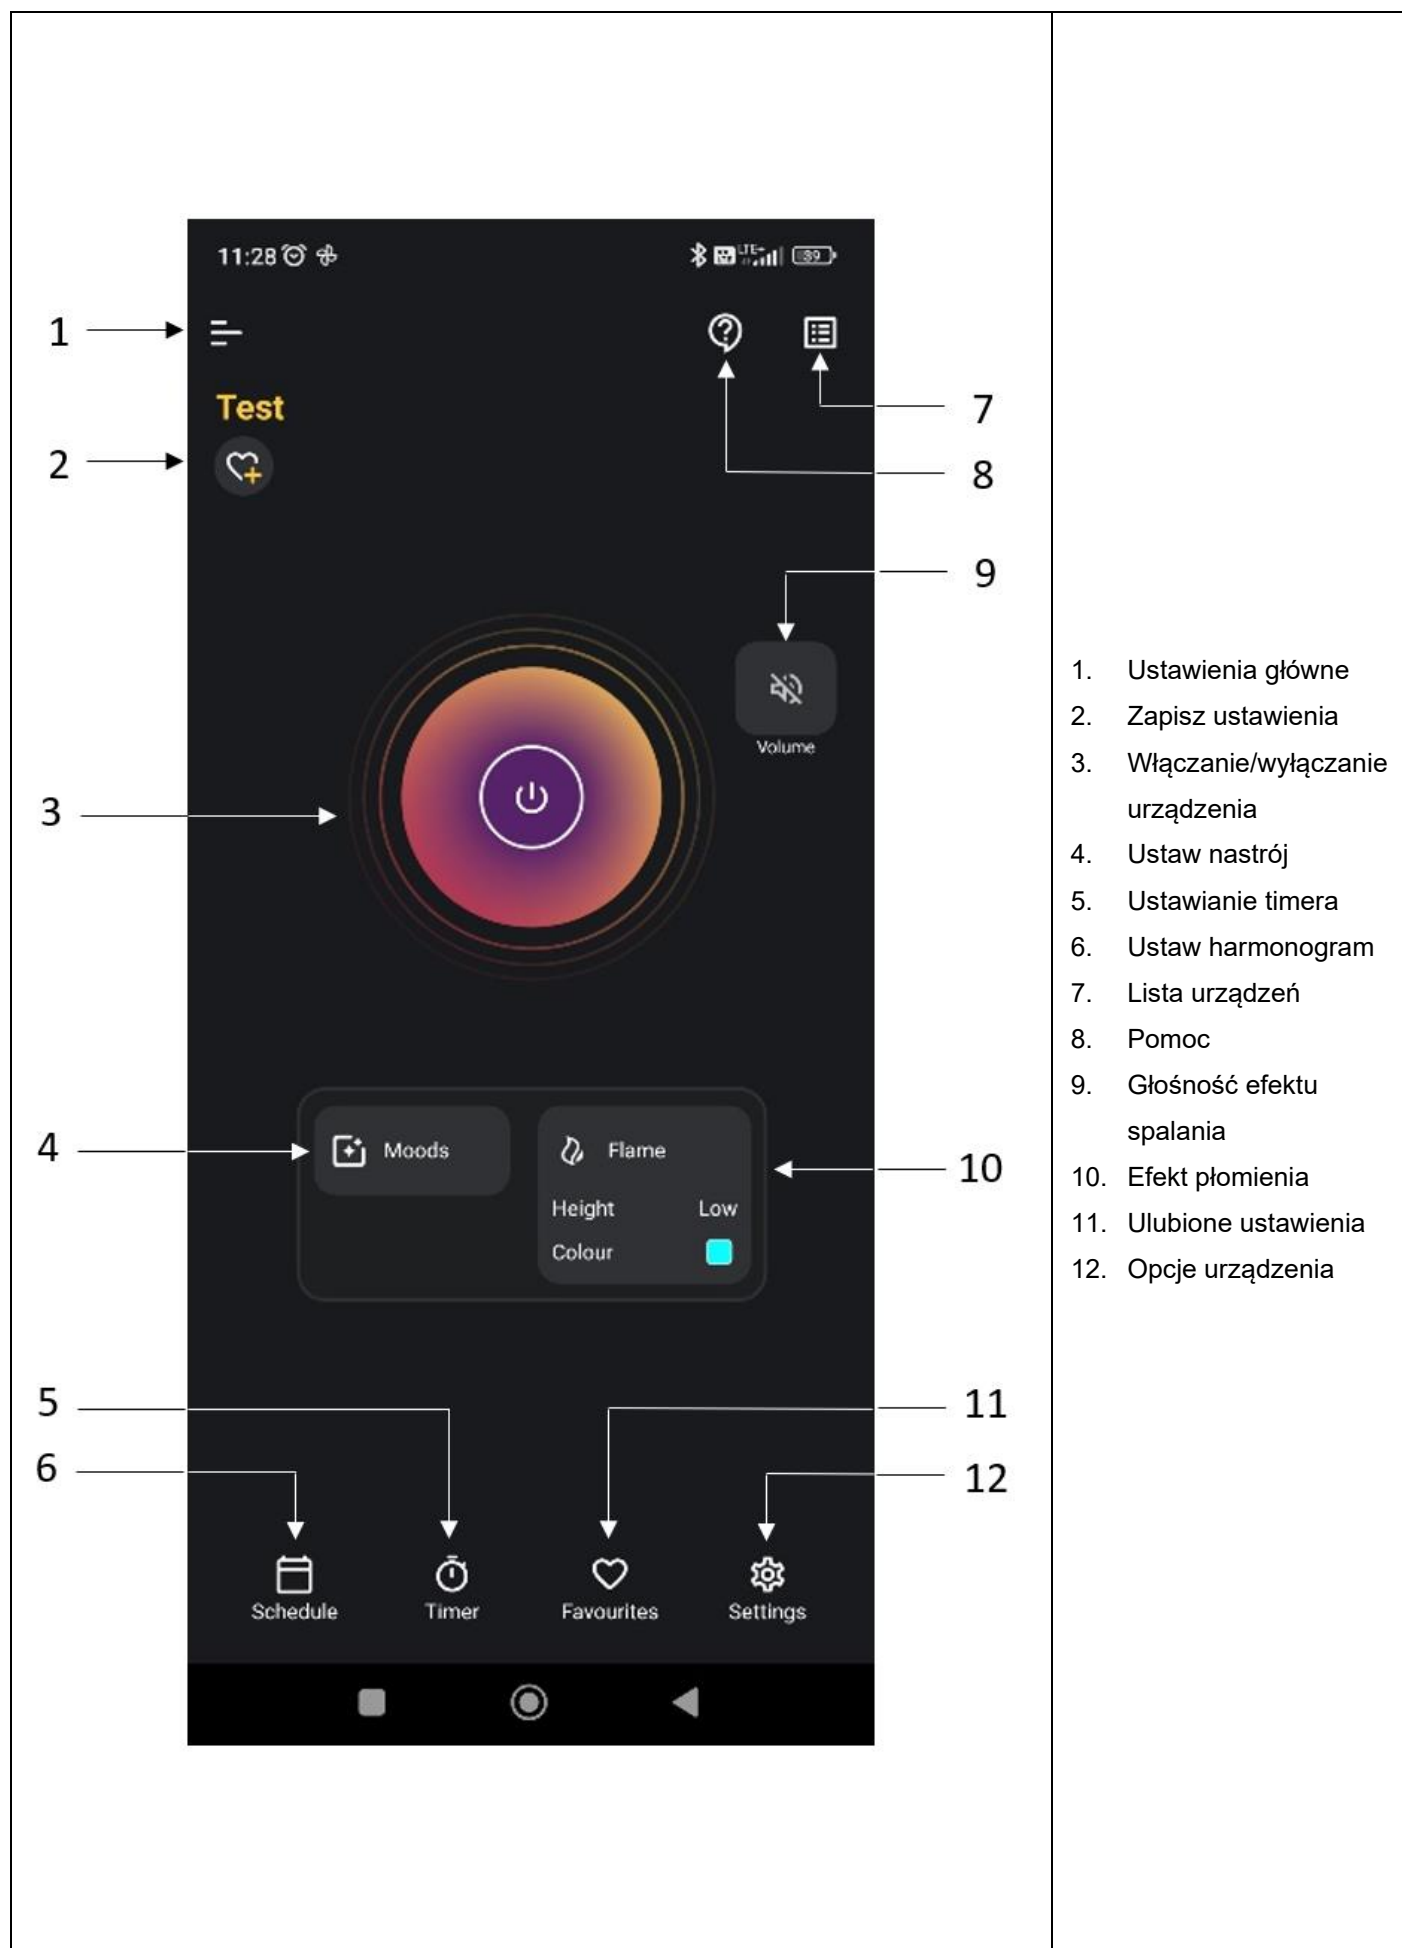 11:28
LTE+
39
1
Test
7
2
8
9
Volume
3
4
Moods
Flame
10
Height Low
Colour
5
11
6
12
Schedule Timer Favourites Settings
1. Ustawienia główne
2. Zapisz ustawienia
3. Włączanie/wyłączanie
urządzenia
4. Ustaw nastrój
5. Ustawianie timera
6. Ustaw harmonogram
7. Lista urządzeń
8. Pomoc
9. Głośność efektu
spalania
10. Efekt płomienia
11. Ulubione ustawienia
12. Opcje urządzenia